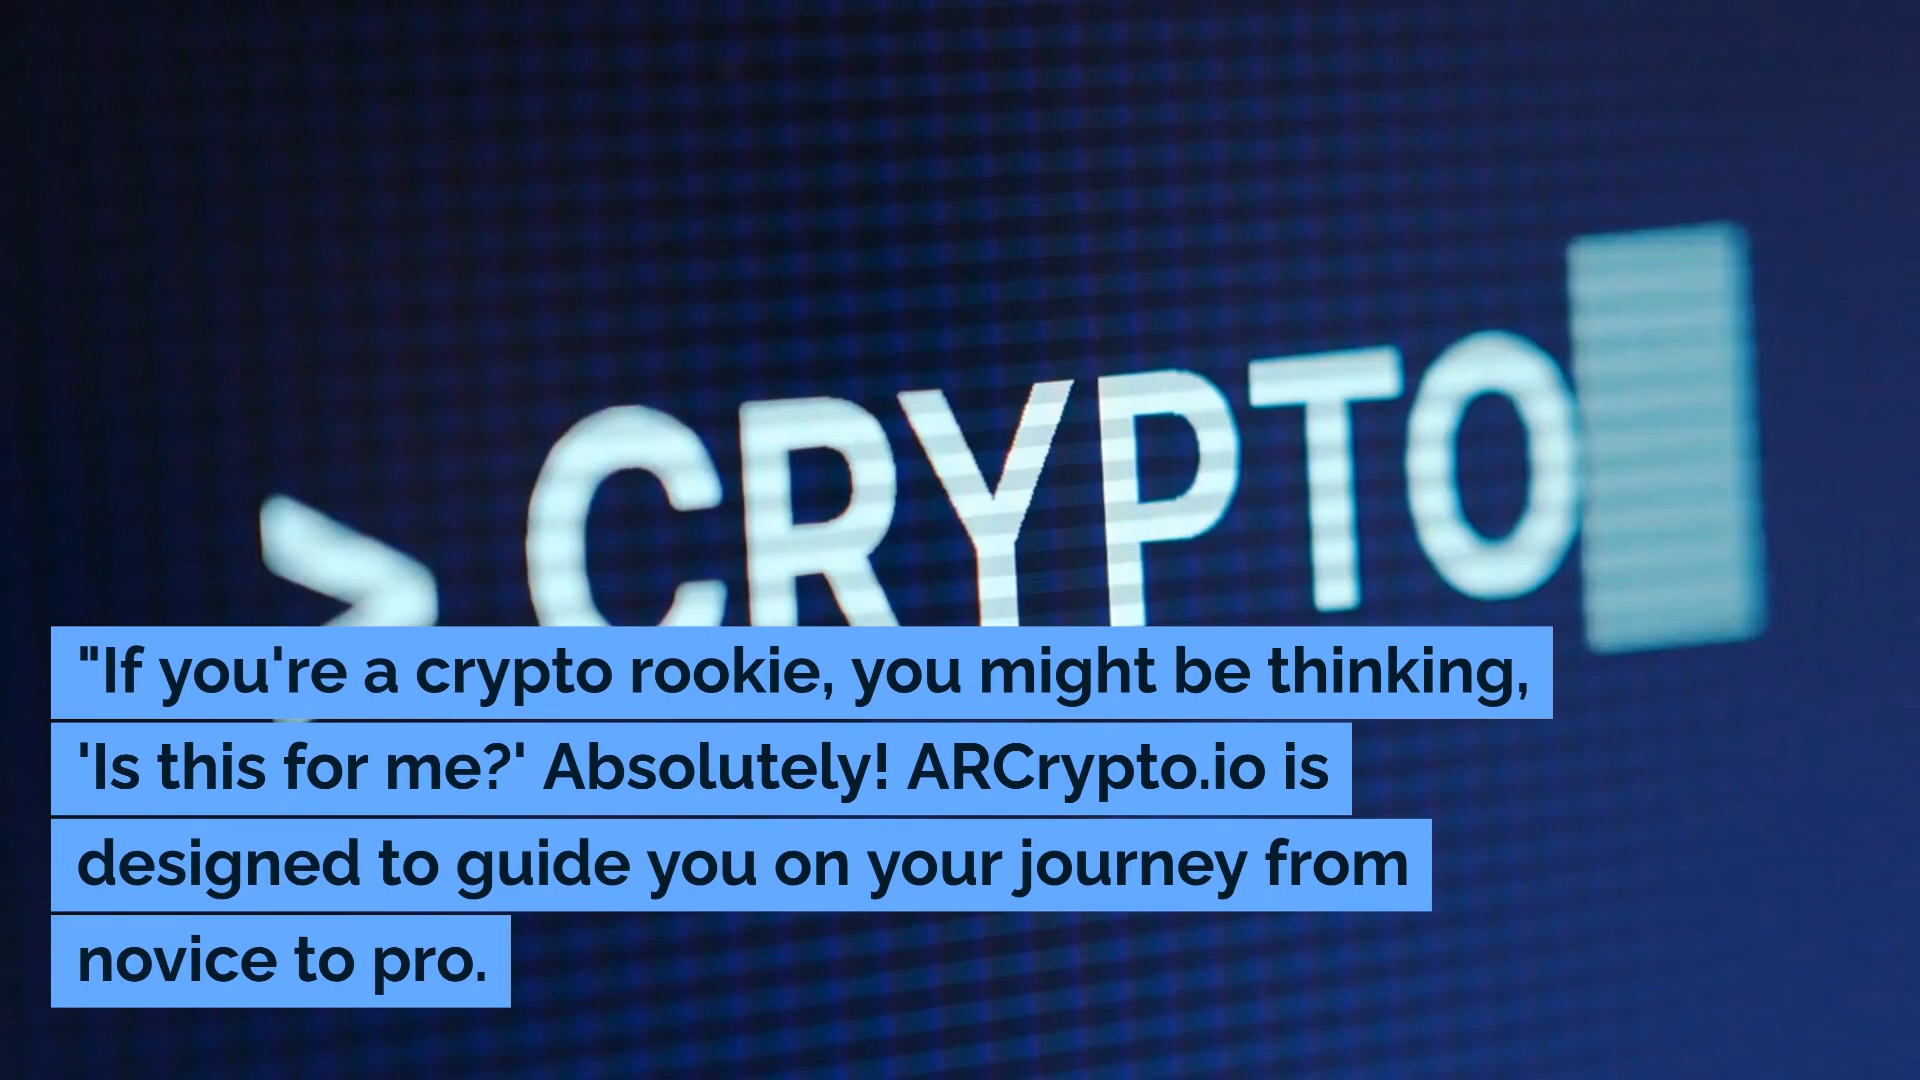 > CRYPTO
"If you're a crypto rookie, you might be thinking,
'Is this for me?' Absolutely! ARCrypto.io is
designed to guide you on your journey from
novice to pro.